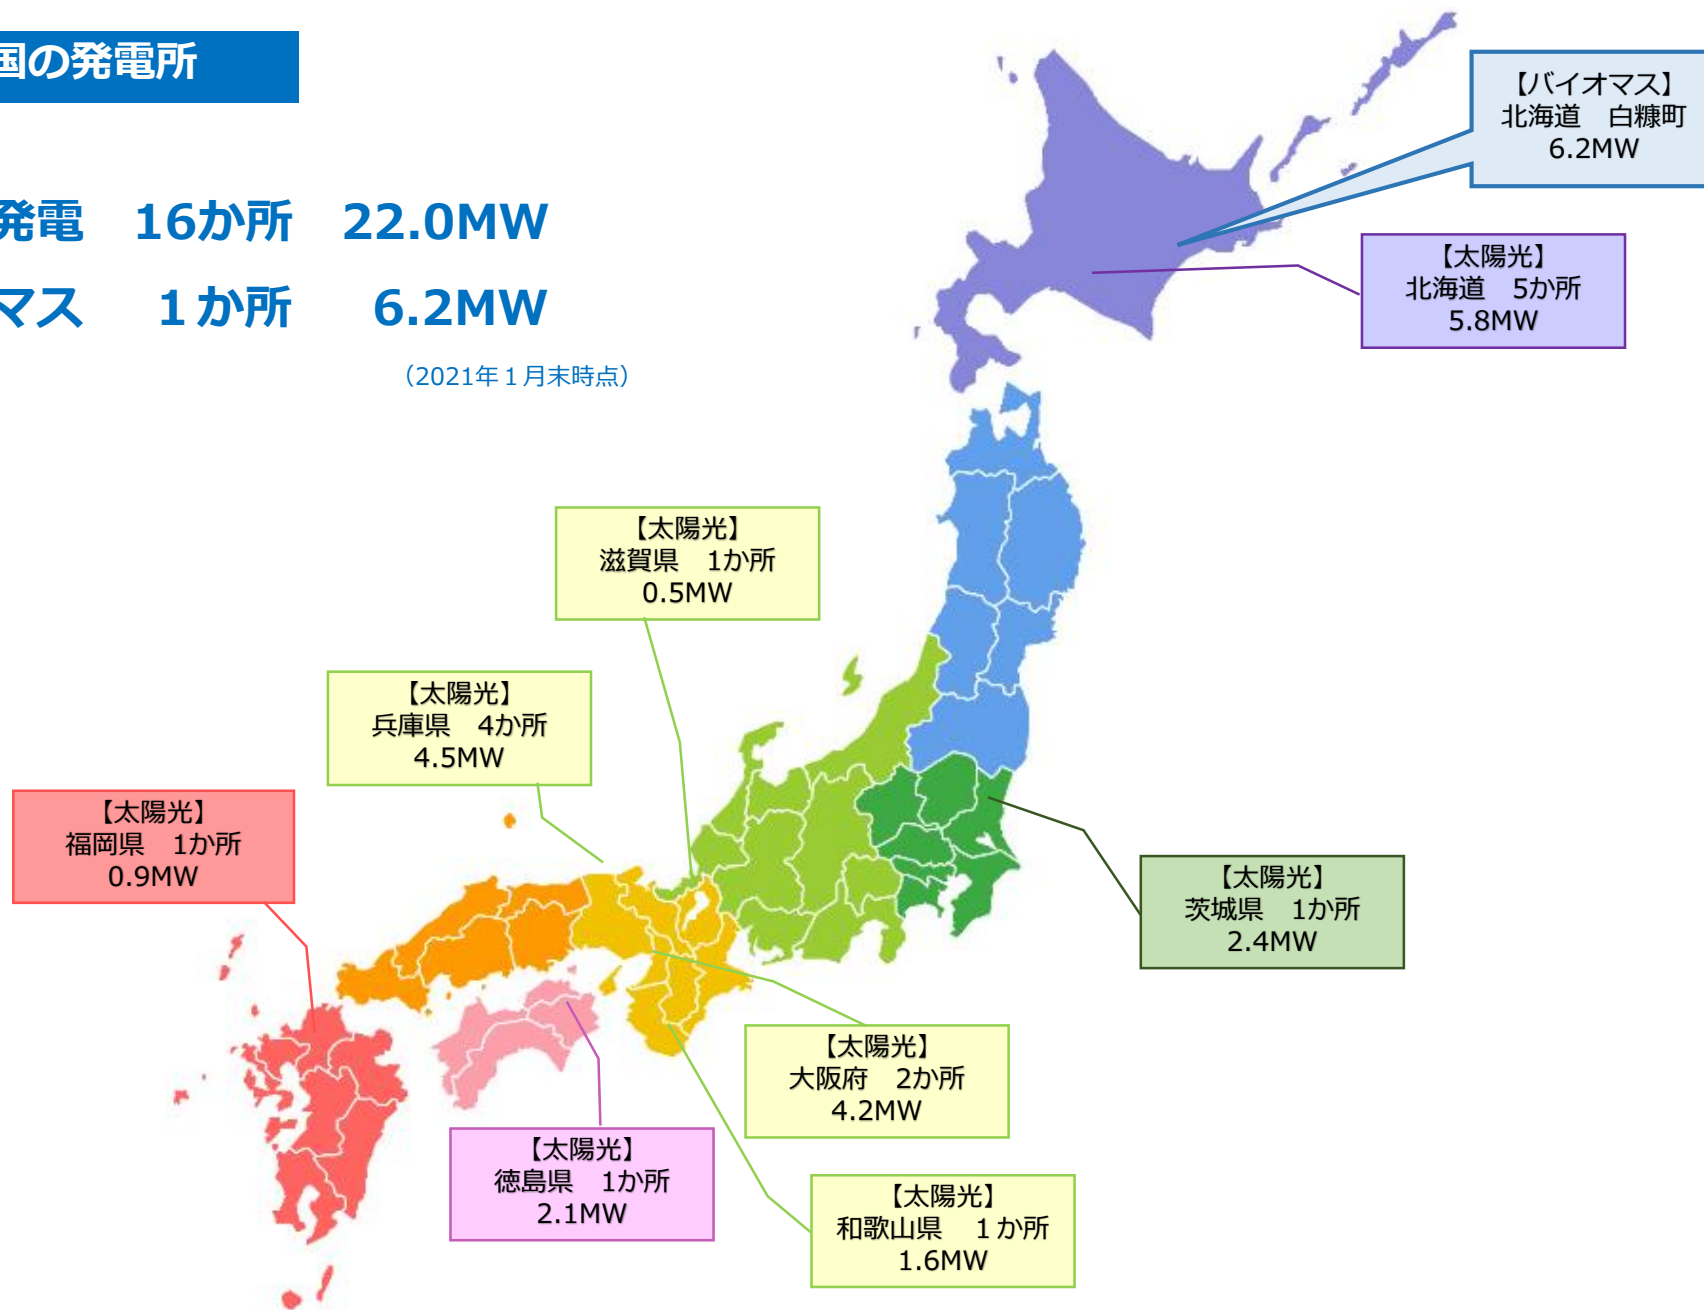 国の発電所
発電　16か所　22.0MW
マス　１か所　6.2MW
（2021年１月末時点）
【バイオマス】
北海道　白糠町
6.2MW
【太陽光】
北海道　5か所
5.8MW
【太陽光】
滋賀県　1か所
0.5MW
【太陽光】
兵庫県　4か所
4.5MW
【太陽光】
福岡県　1か所
0.9MW
【太陽光】
茨城県　1か所
2.4MW
【太陽光】
大阪府　2か所
4.2MW
【太陽光】
徳島県　1か所
2.1MW
【太陽光】
和歌山県　１か所
1.6MW